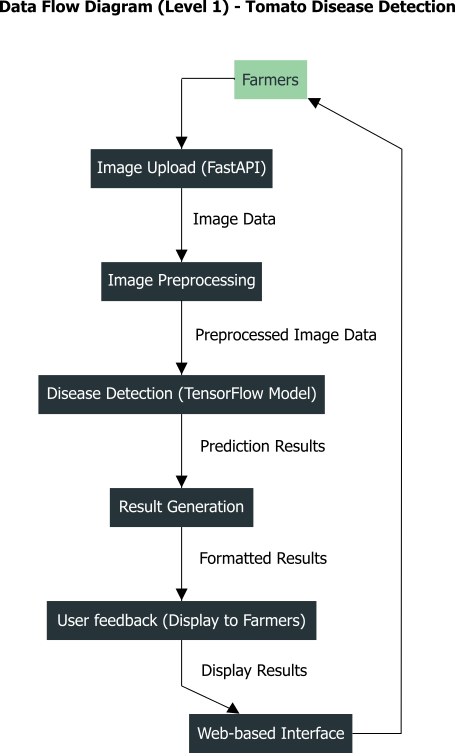 Data Flow Diagram (Level 1) - Tomato Disease Detection
Farmers
Image Upload (FastAPI)
Image Data
Image Preprocessing
Preprocessed Image Data
Disease Detection (TensorFlow Model)
Prediction Results
Result Generation
Formatted Results
User feedback (Display to Farmers)
Display Results
Web-based Interface